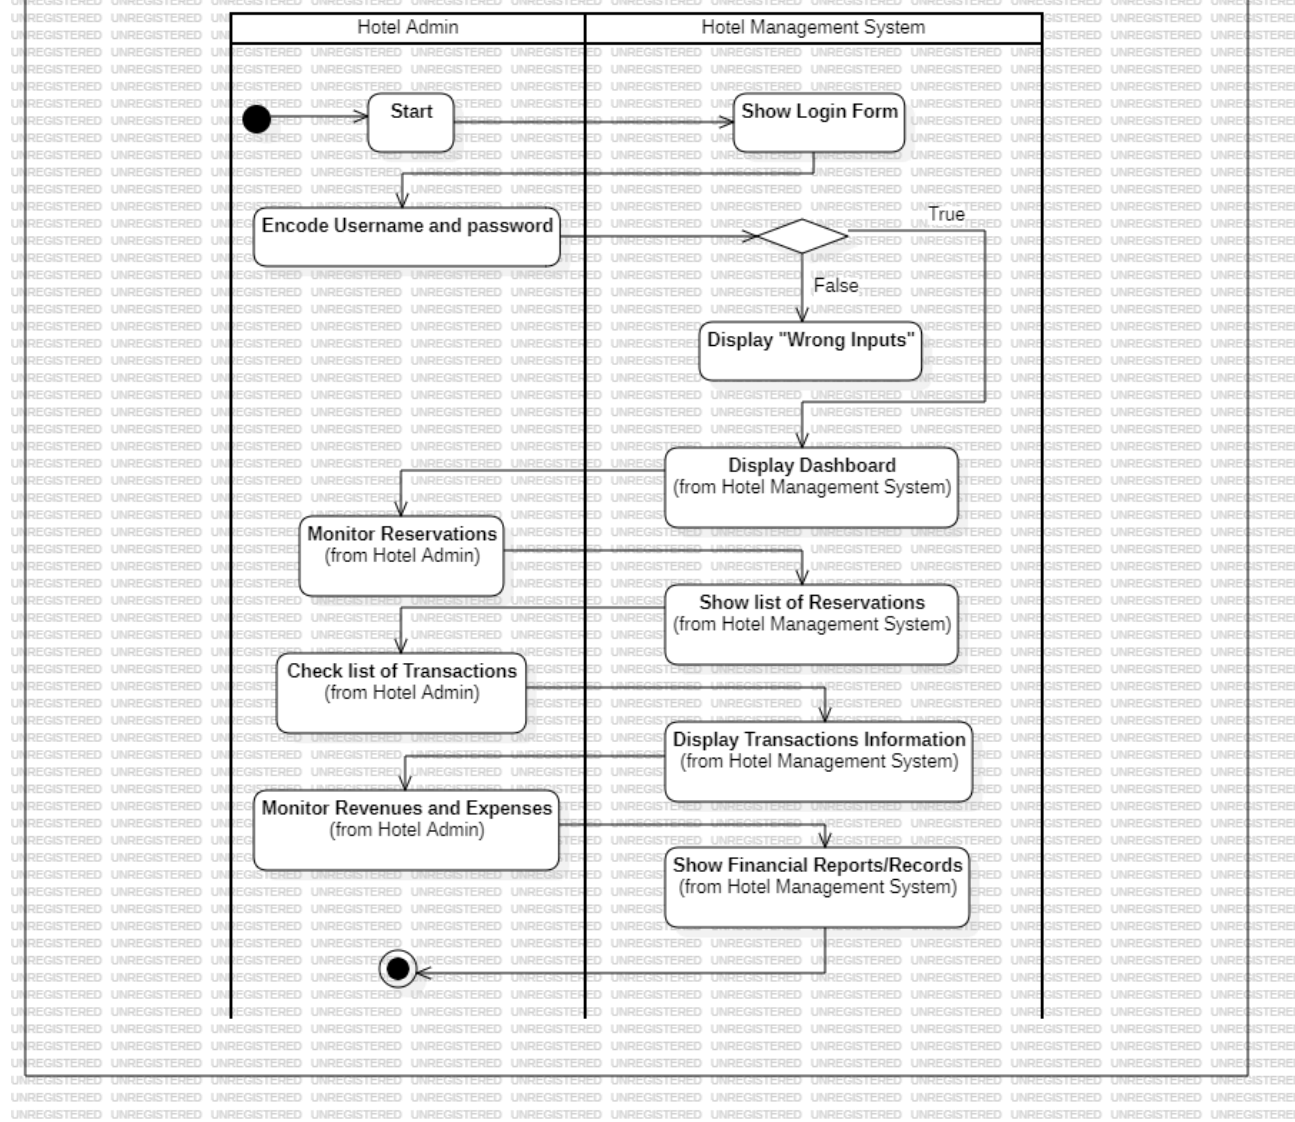 Hotel Admin
Hotel Management System
Start
Show Login Form
Encode Username and password
True
False
Display "Wrong Inputs"
Display Dashboard
(from Hotel Management System)
Monitor Reservations
(from Hotel Admin)
Show list of Reservations
(from Hotel Management System)
Check list of Transactions
(from Hotel Admin)
Display Transactions Information
(from Hotel Management System)
Monitor Revenues and Expenses
(from Hotel Admin)
Show Financial Reports/Records
(from Hotel Management System)
UNREGISTERED